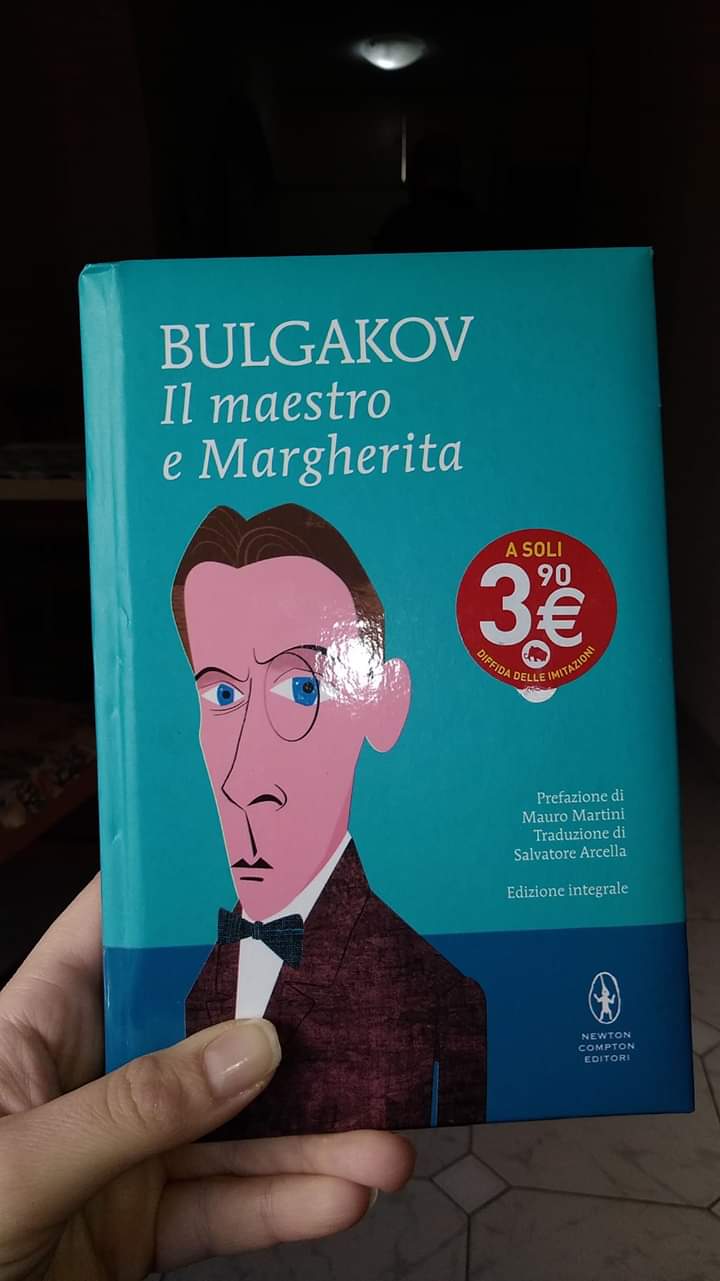 BULGAKOV
Il maestro
e Margherita
A SOLI
3,90€
DIFFIDA DELLE IMITAZIONI
Prefazione di
Mauro Martini
Traduzione di
Salvatore Arcella
Edizione integrale
NEWTON
COMPTON
EDITORI